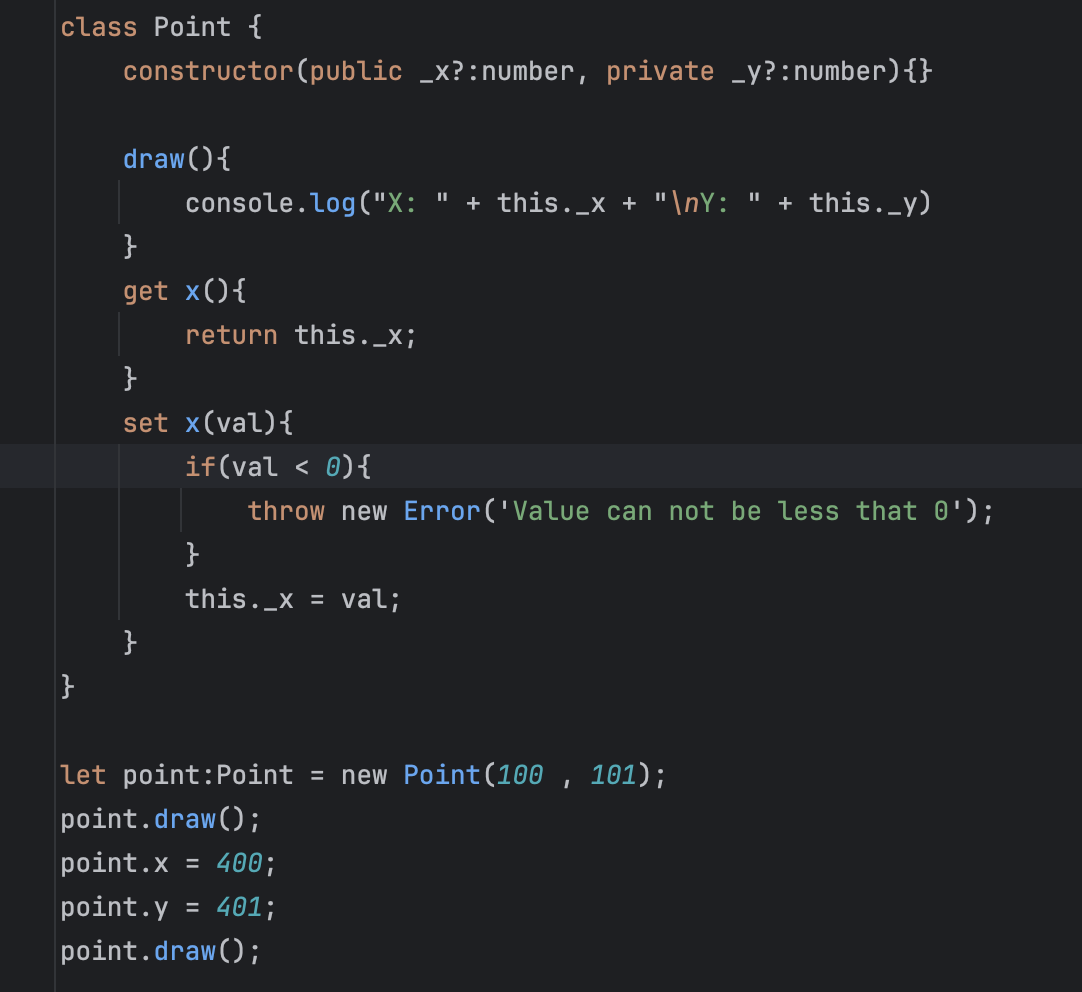 class Point {
    constructor(public _x?:number, private _y?:number){}

    draw(){
        console.log("X: " + this._x + "\nY: " + this._y)
    }
    get x(){
        return this._x;
    }
    set x(val){
        if(val < 0){
            throw new Error('Value can not be less that 0');
        }
        this._x = val;
    }
}

let point:Point = new Point(100 , 101);
point.draw();
point.x = 400;
point.y = 401;
point.draw();